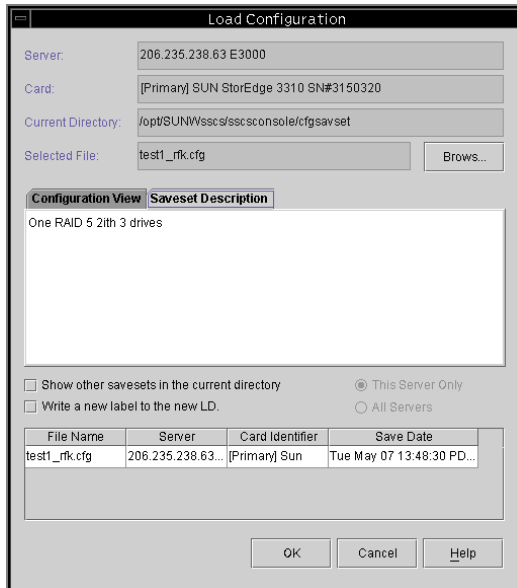 Load Configuration
Server: 206.235.238.63 E3000
Card: [Primary] SUN StorEdge 3310 SN#3150320
Current Directory: /opt/SUNWsscs/sscsconsole/cfgsavset
Selected File: test1_rfk.cfg Brows...
Configuration View Saveset Description
One RAID 5 2ith 3 drives
Show other savesets in the current directory This Server Only
Write a new label to the new LD. All Servers
File Name Server Card Identifier Save Date
test1_rfk.cfg 206.235.238.63... [Primary] Sun Tue May 07 13:48:30 PD...
OK Cancel Help